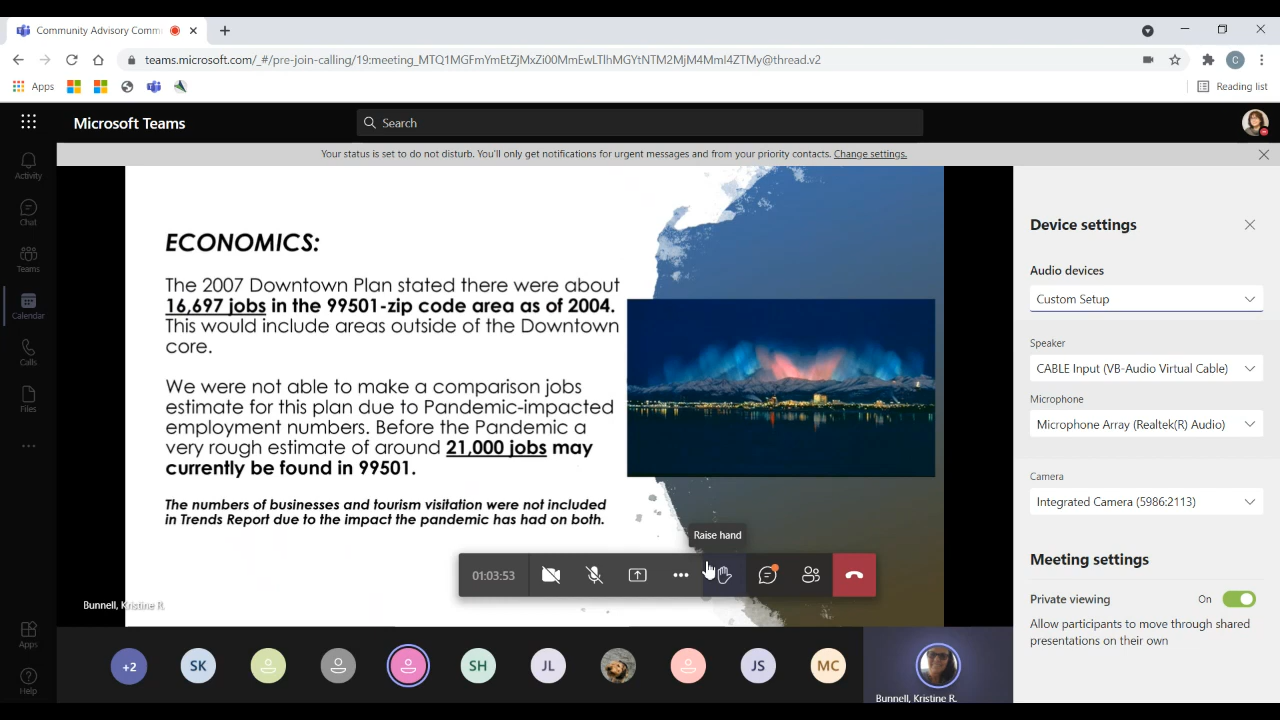 Community Advisory Comm
teams.microsoft.com/_#/pre-join-calling/19:meeting_MTQ1MGFmYmEtZjMxZi00MmEwLTlhMGYtNTM2MjM4MmI4ZTMy@thread.v2
C
Apps
Reading list
Microsoft Teams
Search
Your status is set to do not disturb. You'll only get notifications for urgent messages and from your priority contacts. Change settings.
Activity
Chat
Teams
Calendar
Calls
Files
Apps
Help
ECONOMICS:
The 2007 Downtown Plan stated there were about
16,697 jobs in the 99501-zip code area as of 2004.
This would include areas outside of the Downtown
core.
We were not able to make a comparison jobs
estimate for this plan due to Pandemic-impacted
employment numbers. Before the Pandemic a
very rough estimate of around 21,000 jobs may
currently be found in 99501.
The numbers of businesses and tourism visitation were not included
in Trends Report due to the impact the pandemic has had on both.
Raise hand
01:03:53
Bunnell, Kristine R.
+2
SK
SH
JL
JS
MC
Bunnell, Kristine R.
Device settings
Audio devices
Custom Setup
Speaker
CABLE Input (VB-Audio Virtual Cable)
Microphone
Microphone Array (Realtek(R) Audio)
Camera
Integrated Camera (5986:2113)
Meeting settings
Private viewing
On
Allow participants to move through shared
presentations on their own